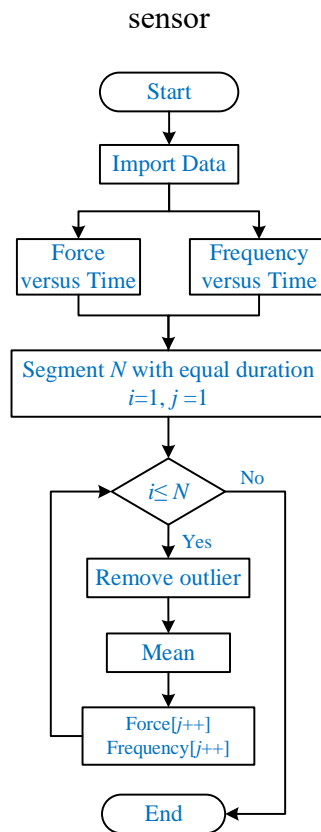 sensor
Start
Import Data
Force
versus Time
Frequency
versus Time
Segment N with equal duration
i=1, j =1
i≤ N
No
Yes
Remove outlier
Mean
Force[j++]
Frequency[j++]
End